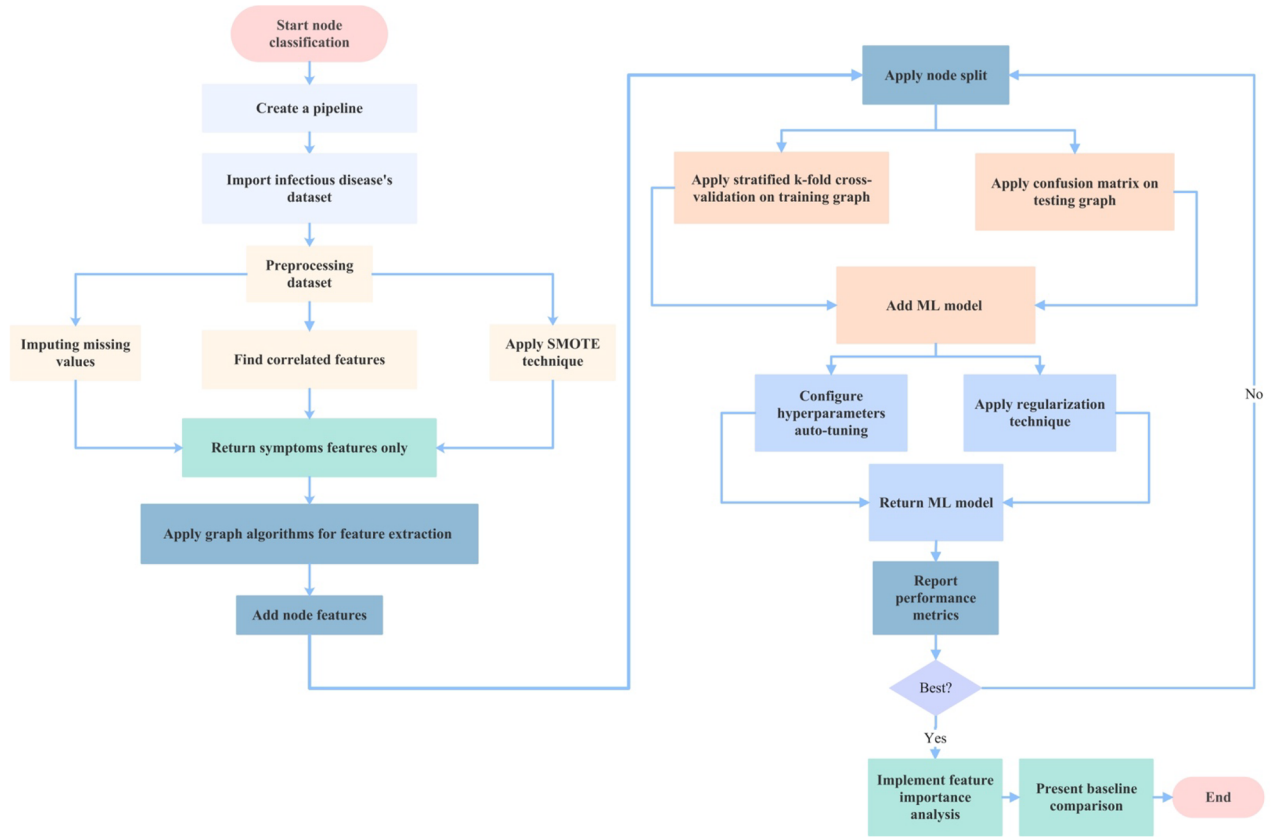 Start node
classification
Create a pipeline
Import infectious disease's
dataset
Preprocessing
dataset
Imputing missing
values
Find correlated features
Apply SMOTE
technique
Return symptoms features only
Apply graph algorithms for feature extraction
Add node features
Apply node split
Apply stratified k-fold cross-
validation on training graph
Apply confusion matrix on
testing graph
Add ML model
Configure
hyperparameters
auto-tuning
Apply regularization
technique
Return ML model
Report
performance
metrics
Best?
No
Yes
Implement feature
importance
analysis
Present baseline
comparison
End